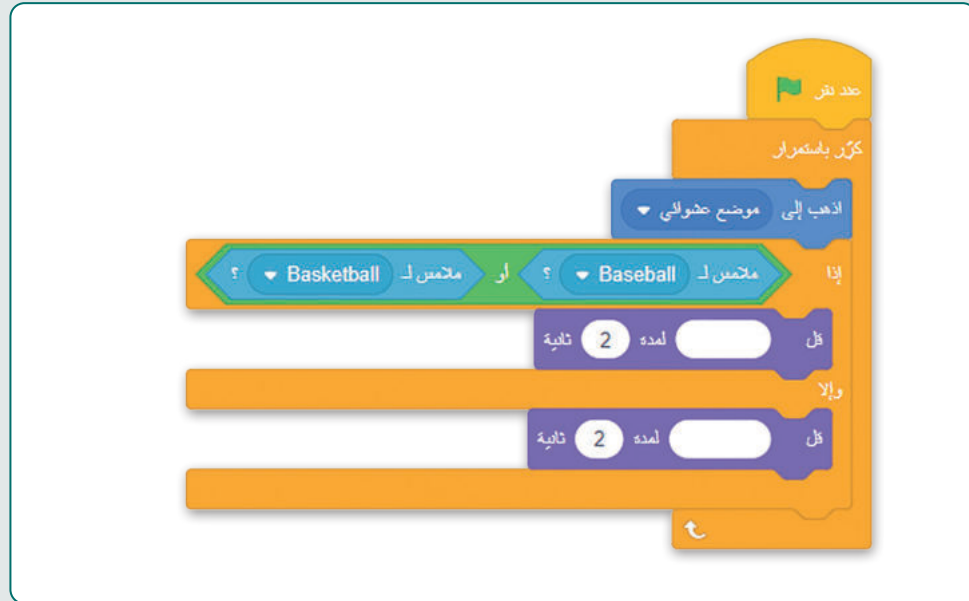 عند نقر
كرّر باستمرار
اذهب إلى موضع عشوائي
إذا ملامس لـ Baseball ؟ أو ملامس لـ Basketball ؟
قل لمدة 2 ثانية
وإلا
قل لمدة 2 ثانية